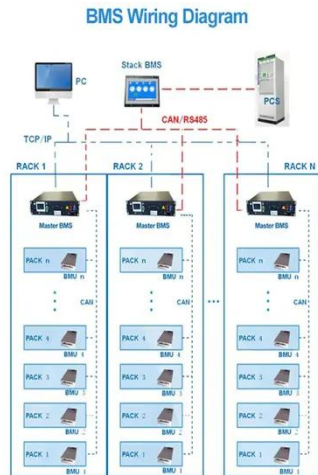 BMS Wiring Diagram
Stack BMS
PC
PCS
CAN/RS485
TCP/IP
RACK 1
RACK 2
RACK N
Master BMS
Master BMS
Master BMS
PACK n
PACK n
PACK n
BMU n
BMU n
BMU n
CAN
CAN
CAN
PACK 4
PACK 4
PACK 4
BMU 4
BMU 4
BMU 4
PACK 3
PACK 3
PACK 3
BMU 3
BMU 3
BMU 3
PACK 2
PACK 2
PACK 2
BMU 2
BMU 2
BMU 2
PACK 1
PACK 1
PACK 1
BMU 1
BMU 1
BMU 1